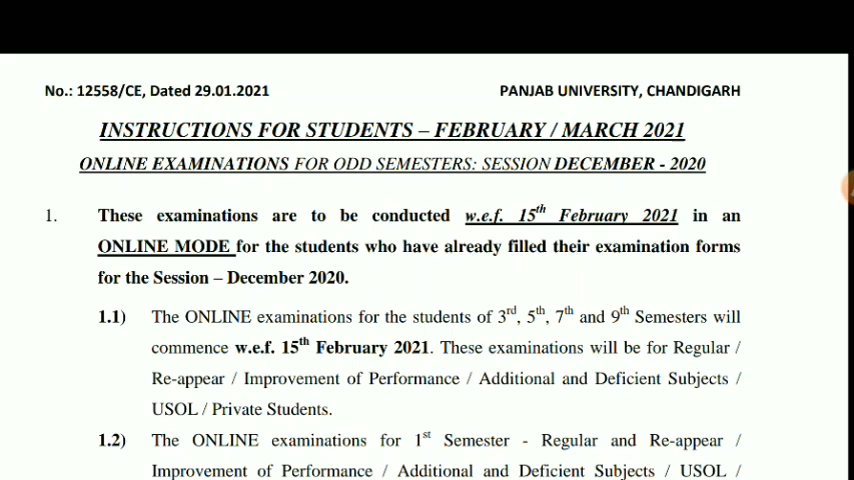 No.: 12558/CE, Dated 29.01.2021 PANJAB UNIVERSITY, CHANDIGARH
INSTRUCTIONS FOR STUDENTS – FEBRUARY / MARCH 2021
ONLINE EXAMINATIONS FOR ODD SEMESTERS: SESSION DECEMBER - 2020
1. These examinations are to be conducted w.e.f. 15th February 2021 in an
ONLINE MODE for the students who have already filled their examination forms
for the Session – December 2020.
1.1) The ONLINE examinations for the students of 3rd, 5th, 7th and 9th Semesters will
commence w.e.f. 15th February 2021. These examinations will be for Regular /
Re-appear / Improvement of Performance / Additional and Deficient Subjects /
USOL / Private Students.
1.2) The ONLINE examinations for 1st Semester - Regular and Re-appear /
Improvement of Performance / Additional and Deficient Subjects / USOL /